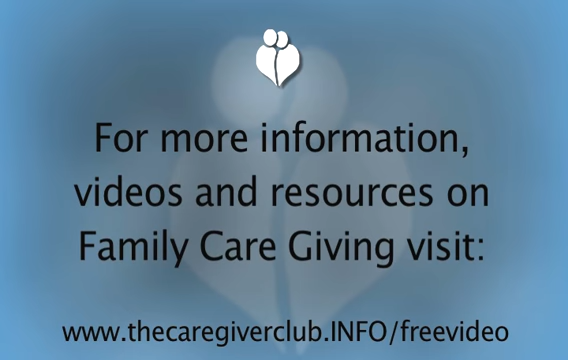 For more information,
videos and resources on
Family Care Giving visit:
www.thecaregiverclub.INFO/freevideo